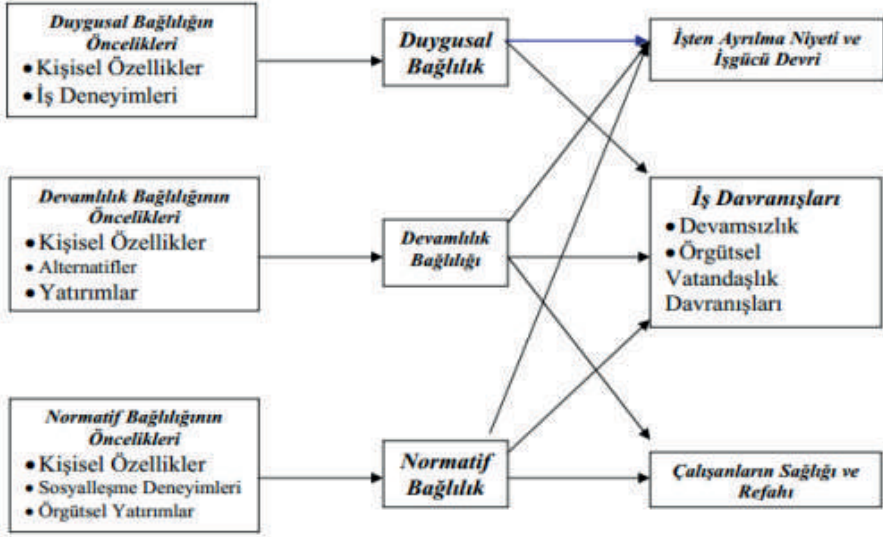 Duygusal Bağlılığın
Öncelikleri
• Kişisel Özellikler
• İş Deneyimleri
Duygusal
Bağlılık
İşten Ayrılma Niyeti ve
İşgücü Devri
Devamlılık Bağlılığının
Öncelikleri
• Kişisel Özellikler
• Alternatifler
• Yatırımlar
Devamlılık
Bağlılığı
İş Davranışları
• Devamsızlık
• Örgütsel
Vatandaşlık
Davranışları
Normatif Bağlılığının
Öncelikleri
• Kişisel Özellikler
• Sosyalleşme Deneyimleri
• Örgütsel Yatırımlar
Normatif
Bağlılık
Çalışanların Sağlığı ve
Refahı